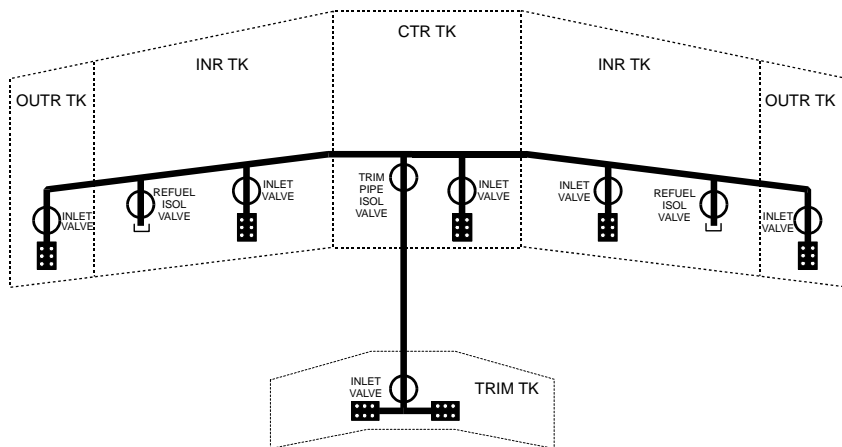 CTR TK
INR TK
INR TK
OUTR TK
OUTR TK
INLET
VALVE
REFUEL
ISOL
VALVE
INLET
VALVE
TRIM
PIPE
ISOL
VALVE
INLET
VALVE
INLET
VALVE
REFUEL
ISOL
VALVE
INLET
VALVE
INLET
VALVE
TRIM TK